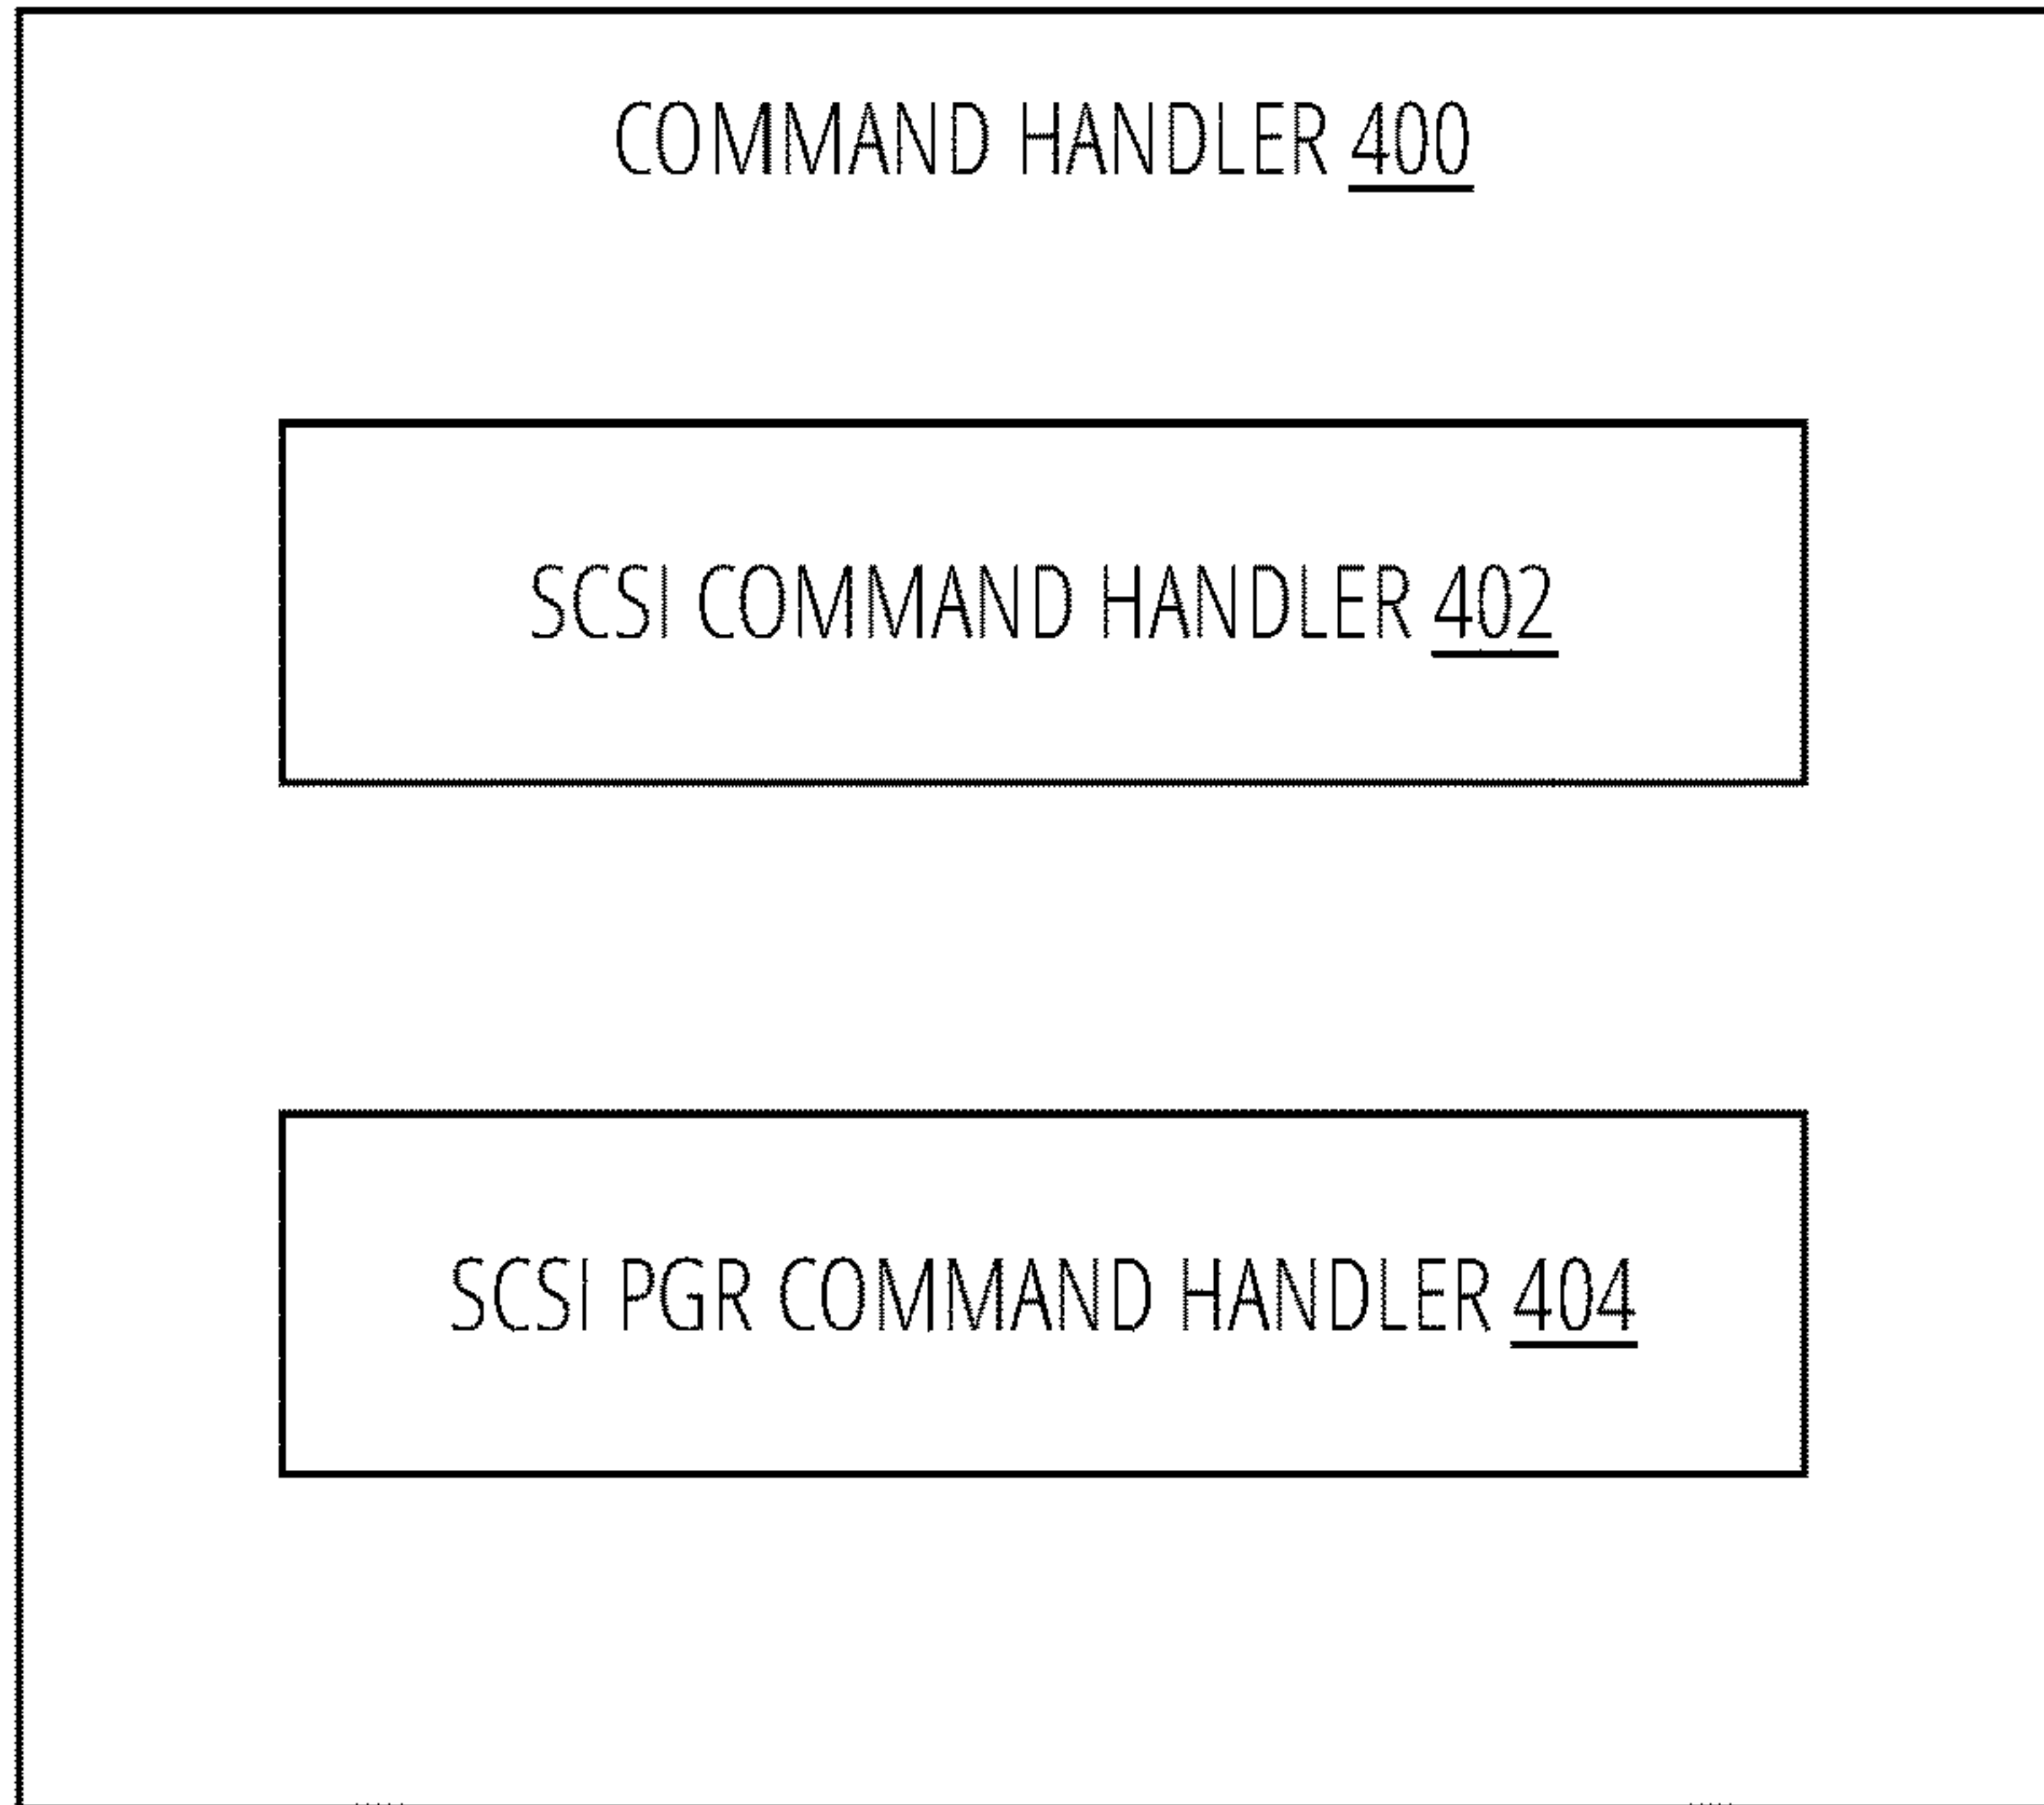 COMMAND HANDLER 400
SCSI COMMAND HANDLER 402
SCSI PGR COMMAND HANDLER 404